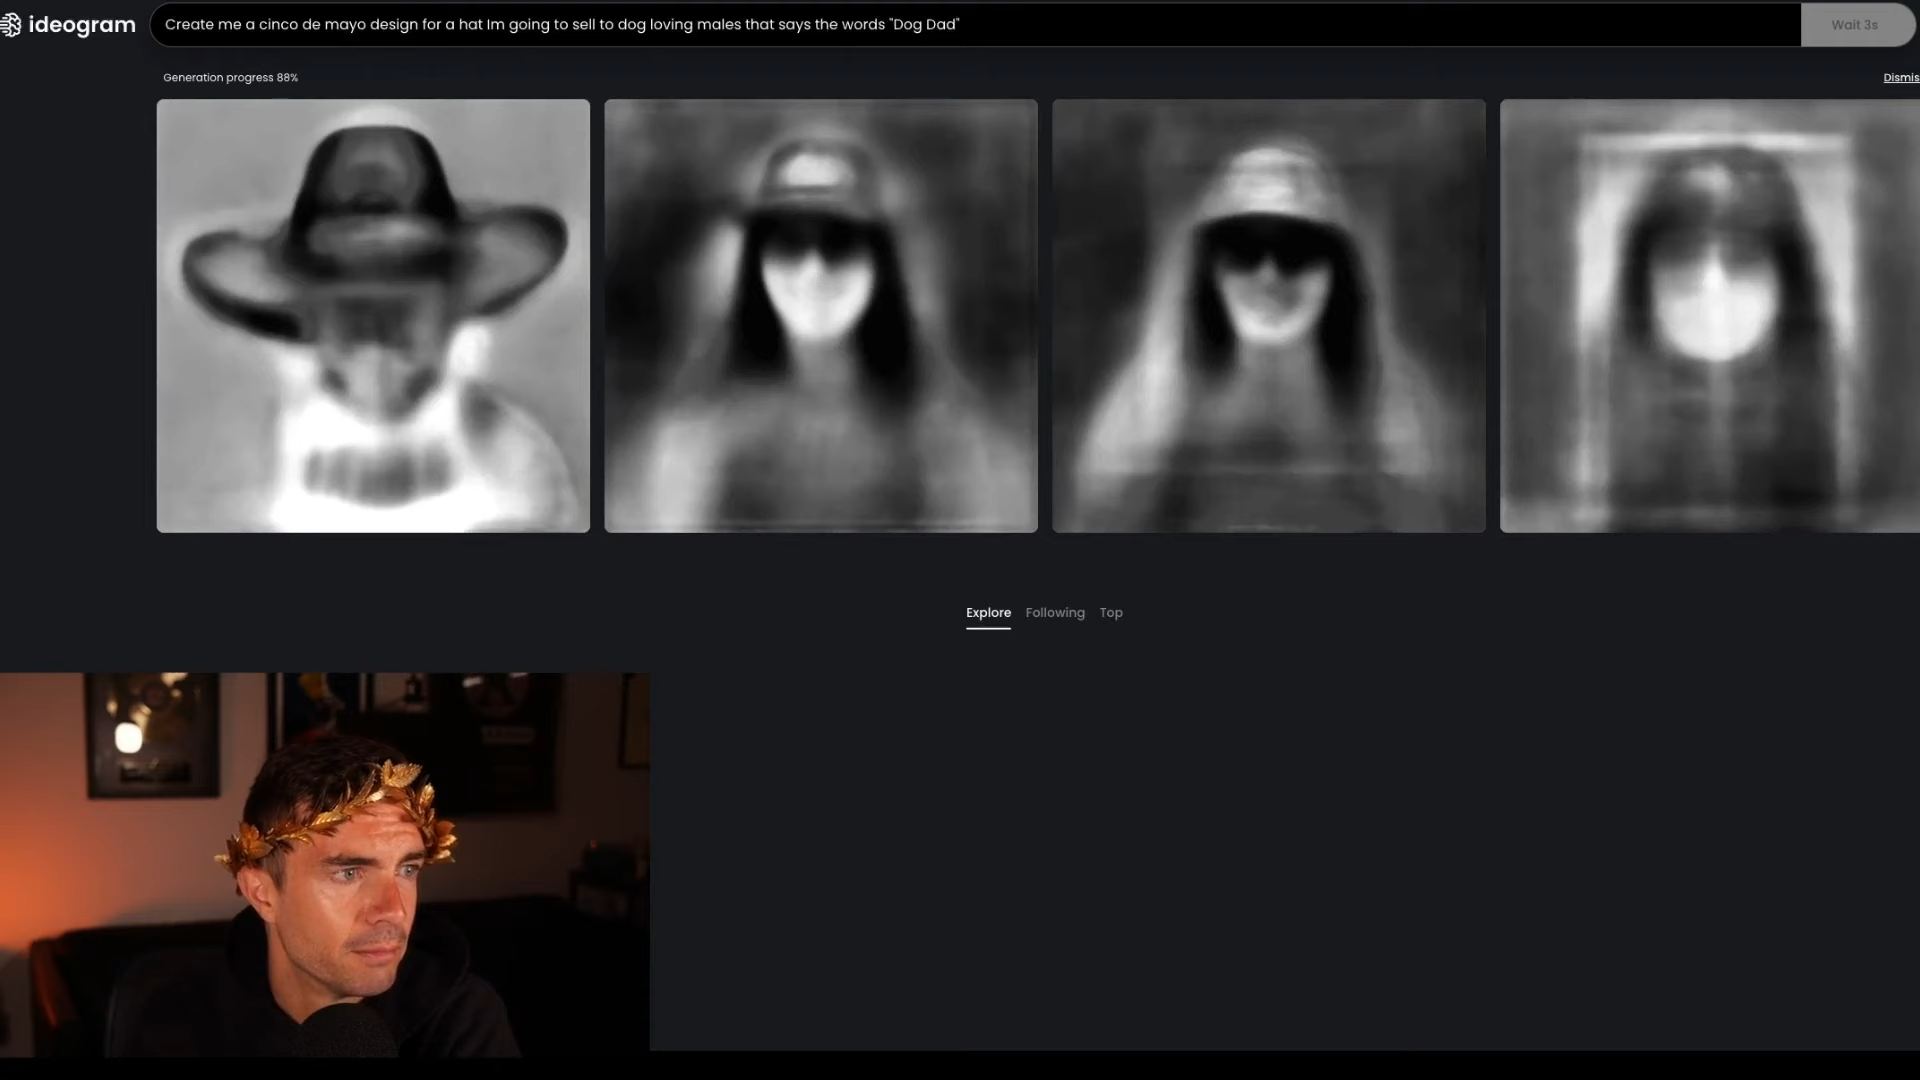 ideogram
Create me a cinco de mayo design for a hat Im going to sell to dog loving males that says the words "Dog Dad"
Wait 3s
Generation progress 88%
Dismis
Explore Following Top